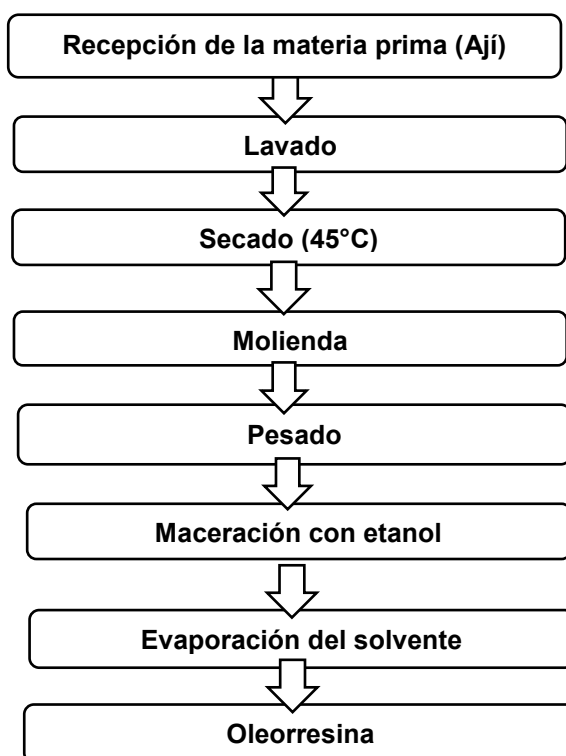 Recepción de la materia prima (Ají)
Lavado
Secado (45°C)
Molienda
Pesado
Maceración con etanol
Evaporación del solvente
Oleorresina